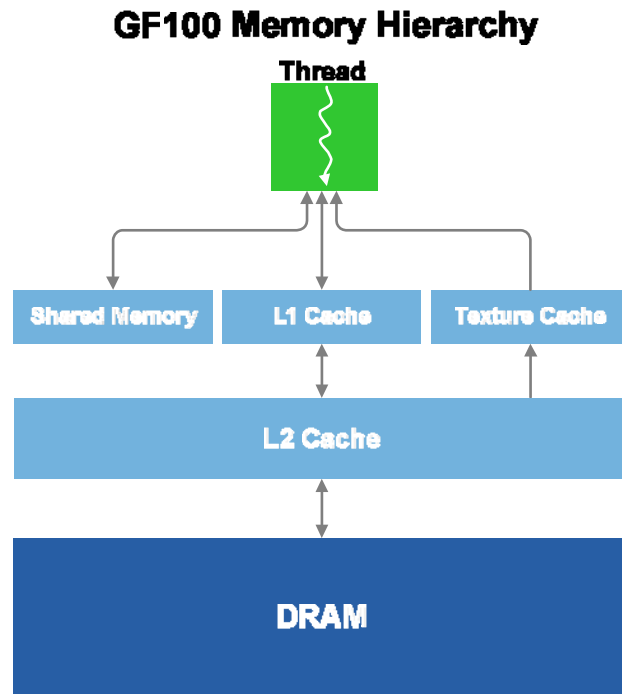 GF100 Memory Hierarchy
Thread
Shared Memory
L1 Cache
Texture Cache
L2 Cache
DRAM